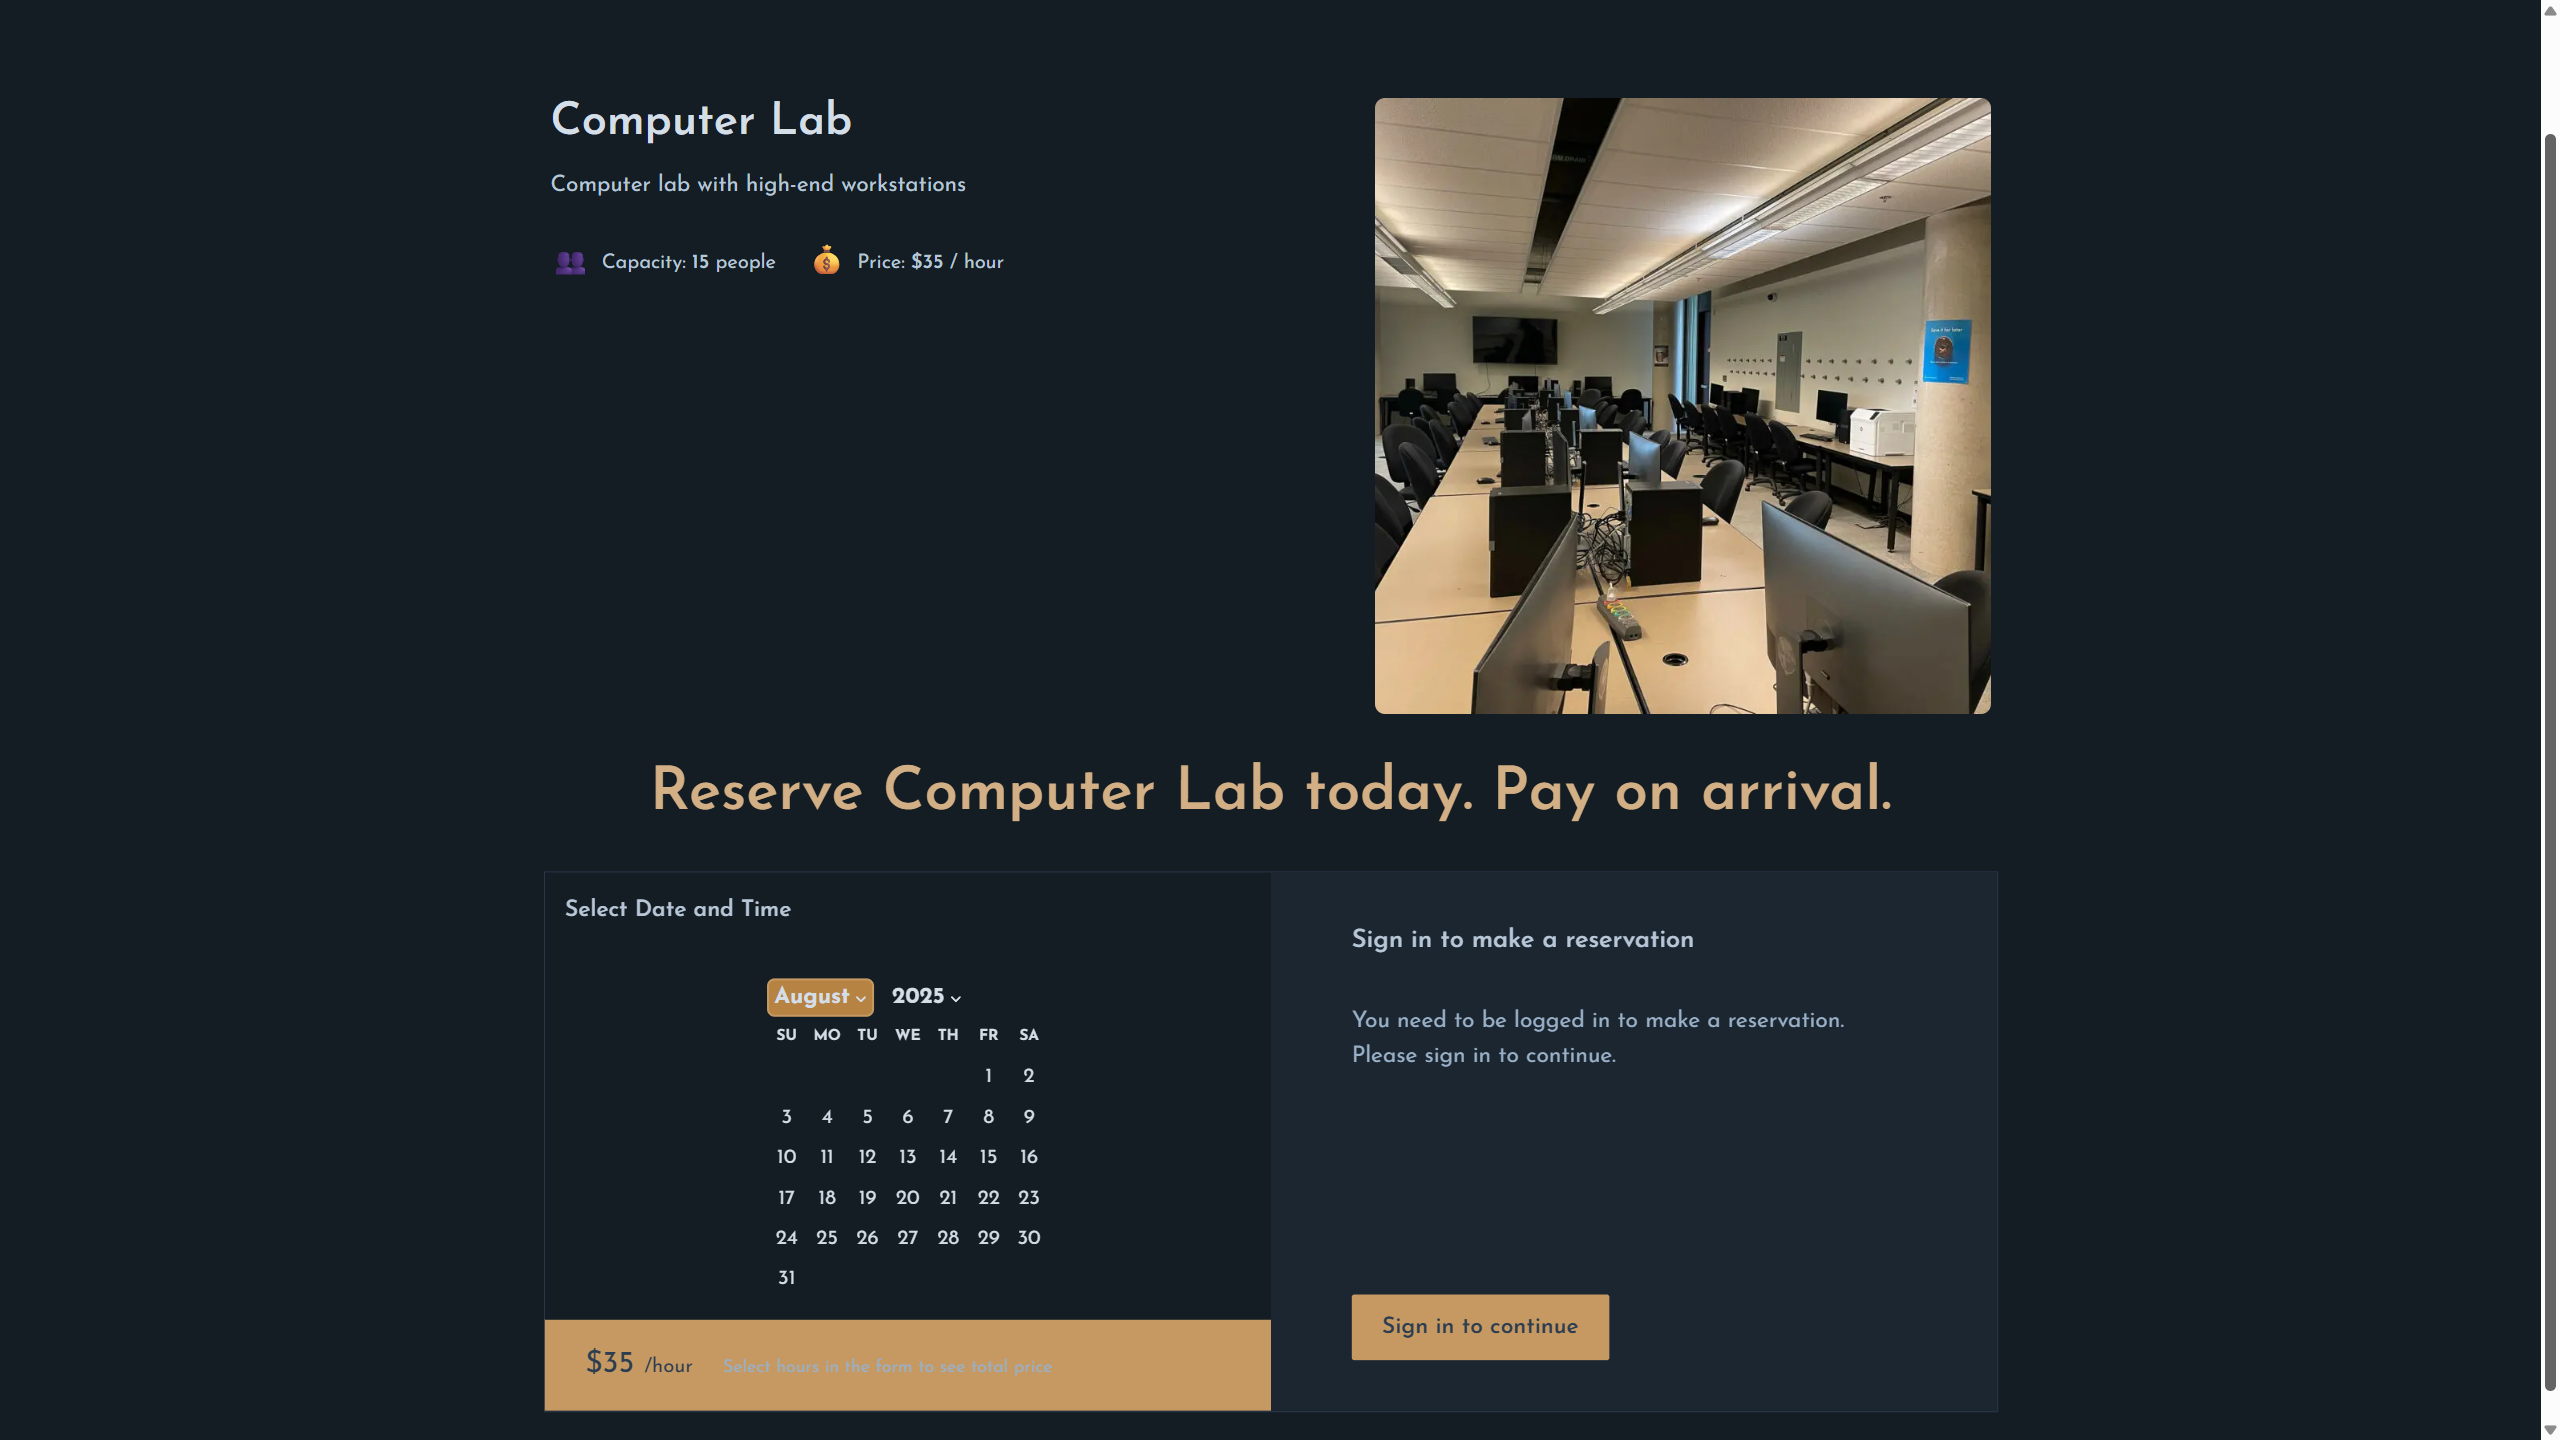 Computer Lab
Computer lab with high-end workstations
Capacity: 15 people
Price: $35 / hour
Reserve Computer Lab today. Pay on arrival.
Select Date and Time
August 2025
SU MO TU WE TH FR SA
1 2
3 4 5 6 7 8 9
10 11 12 13 14 15 16
17 18 19 20 21 22 23
24 25 26 27 28 29 30
31
$35 /hour Select hours in the form to see total price
Sign in to make a reservation
You need to be logged in to make a reservation.
Please sign in to continue.
Sign in to continue